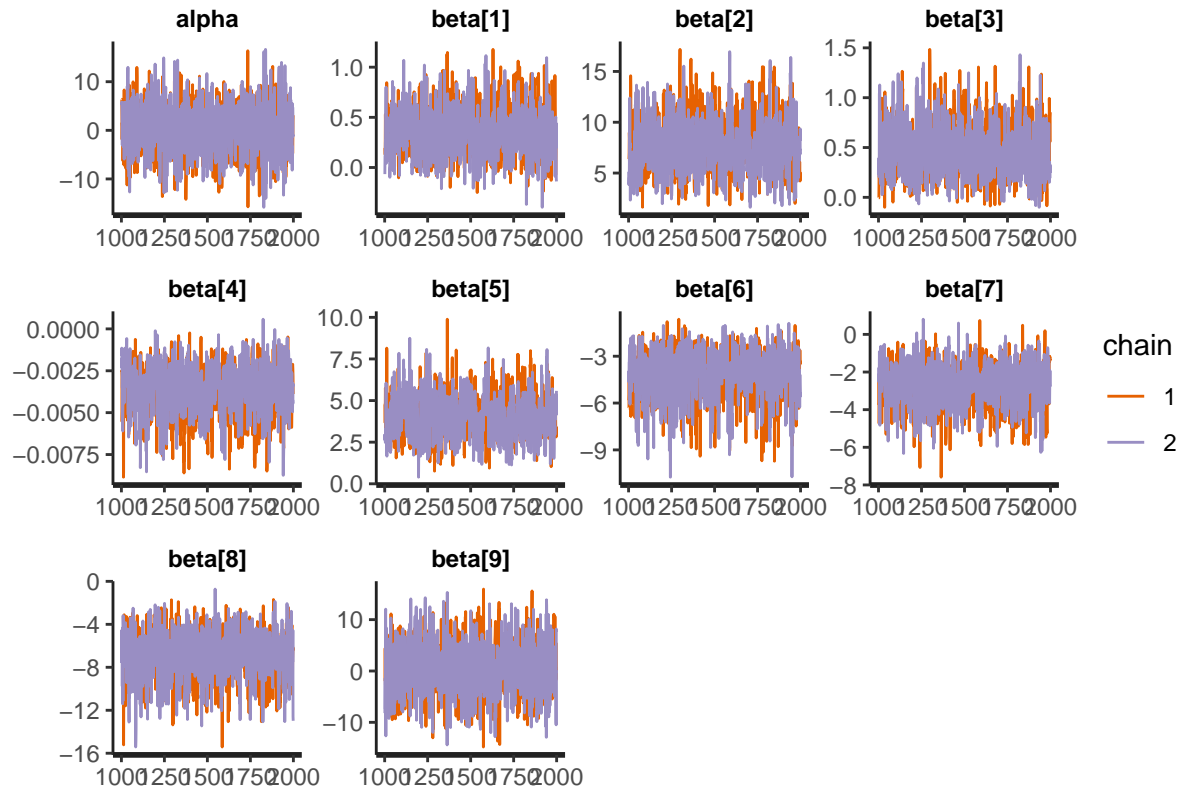 alpha beta[1] beta[2] beta[3]
10 1.0 15 1.5
0 0.5 10 1.0
−10 0.0 5 0.5
0.0
1000 1250 1500 1750 2000 1000 1250 1500 1750 2000 1000 1250 1500 1750 2000 1000 1250 1500 1750 2000
beta[4] beta[5] beta[6] beta[7]
0.0000 10.0 −3 0
−0.0025 7.5 −6 −2
−0.0050 5.0 −9 −4
−0.0075 2.5 −6
0.0 −8
1000 1250 1500 1750 2000 1000 1250 1500 1750 2000 1000 1250 1500 1750 2000 1000 1250 1500 1750 2000
chain
1
2
beta[8] beta[9]
0 10
−4 0
−8 −10
−12
−16
1000 1250 1500 1750 2000 1000 1250 1500 1750 2000